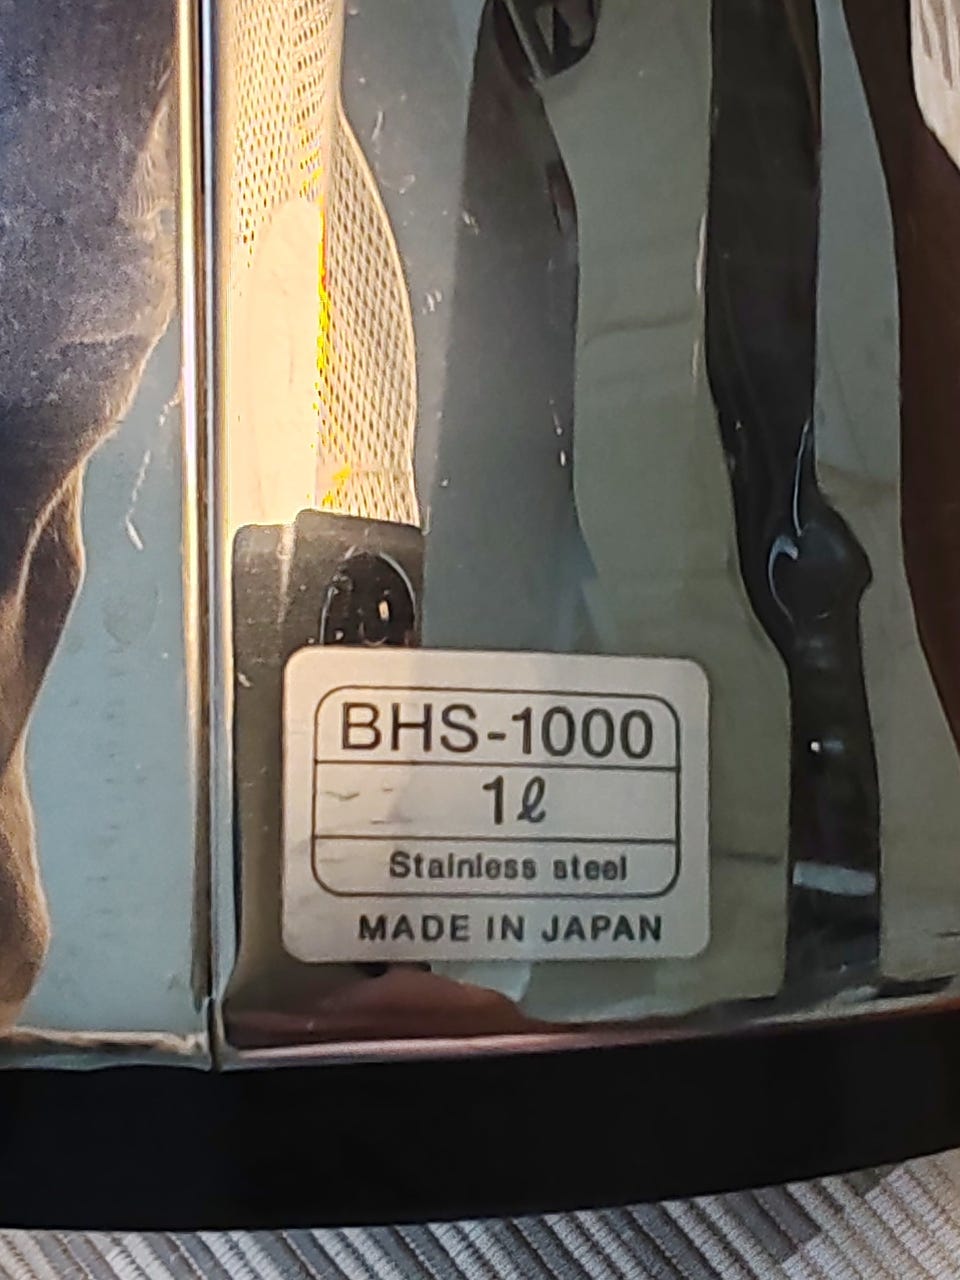 BHS-1000
1ℓ
Stainless steel
MADE IN JAPAN